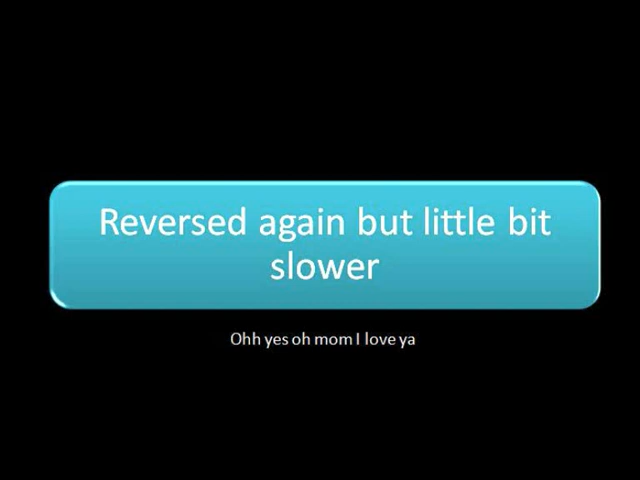 Reversed again but little bit
slower
Ohh yes oh mom I love ya